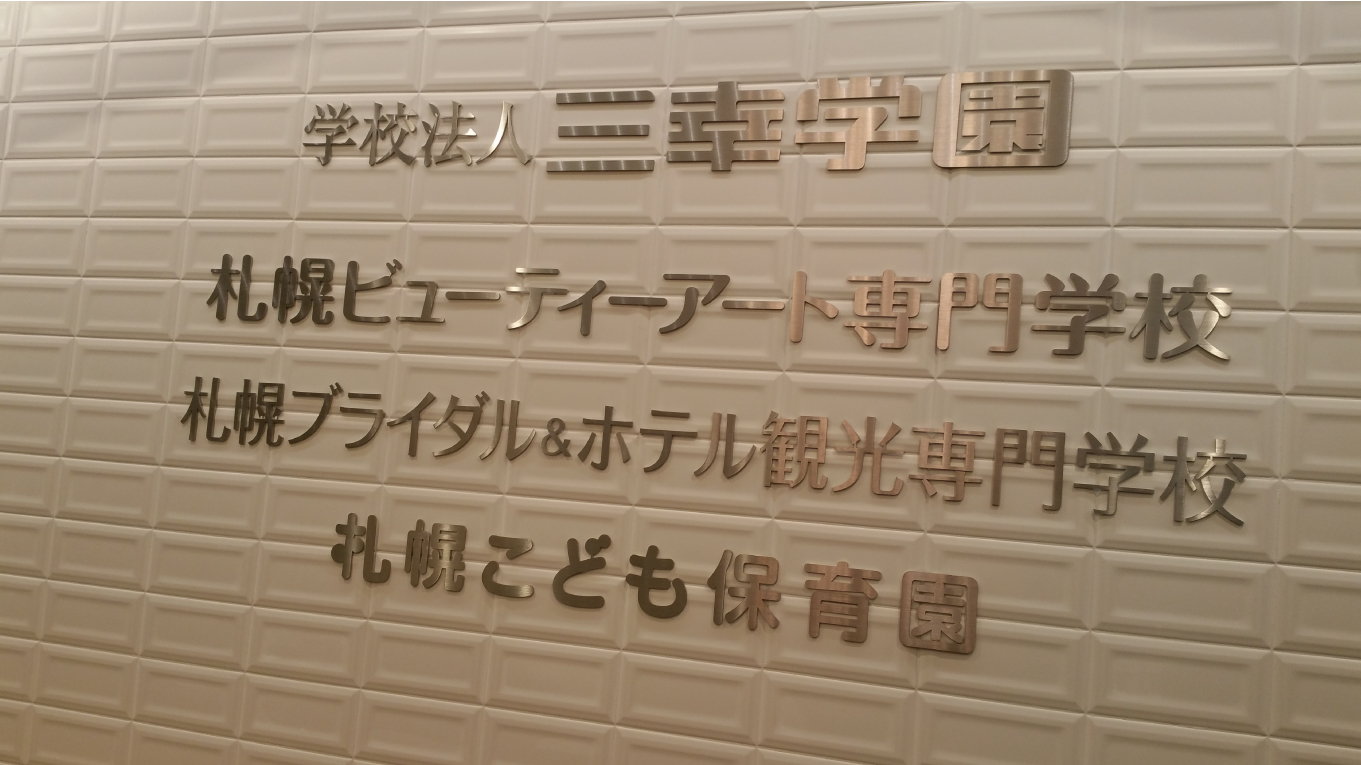 学校法人三幸学園
札幌ビューティーアート専門学校
札幌ブライダル&ホテル観光専門学校
札幌こども保育園